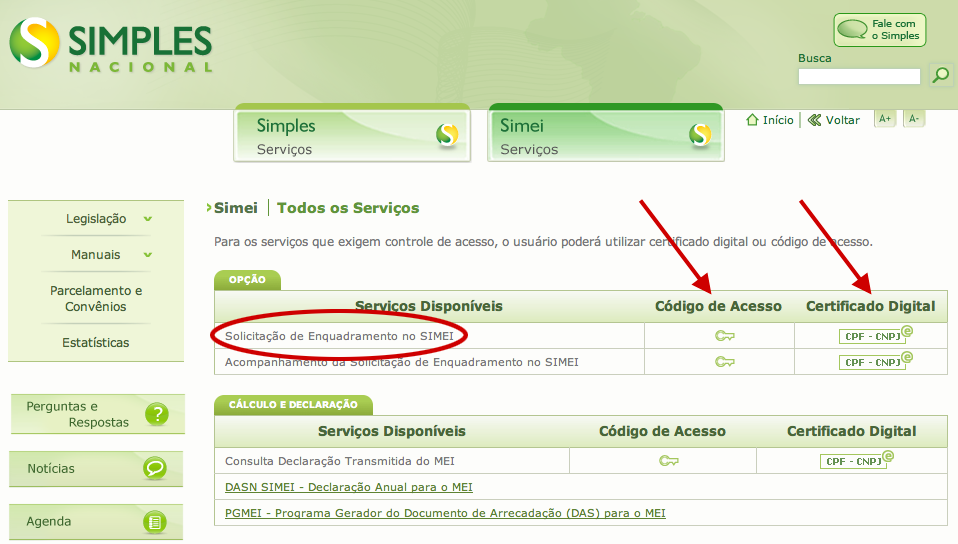 SIMPLES
NACIONAL
Fale com
o Simples
Busca
Simples
Serviços
Simei
Serviços
Início
Voltar
A+
A-
Legislação
Manuais
Parcelamento e
Convênios
Estatísticas
Perguntas e
Respostas
?
Notícias
Agenda
Simei | Todos os Serviços
Para os serviços que exigem controle de acesso, o usuário poderá utilizar certificado digital ou código de acesso.
OPÇÃO
Serviços Disponíveis Código de Acesso Certificado Digital
Solicitação de Enquadramento no SIMEI CPF - CNPJ e
Acompanhamento da Solicitação de Enquadramento no SIMEI CPF - CNPJ e
CÁLCULO E DECLARAÇÃO
Serviços Disponíveis Código de Acesso Certificado Digital
Consulta Declaração Transmitida do MEI CPF - CNPJ e
DASN SIMEI - Declaração Anual para o MEI
PGMEI - Programa Gerador do Documento de Arrecadação (DAS) para o MEI